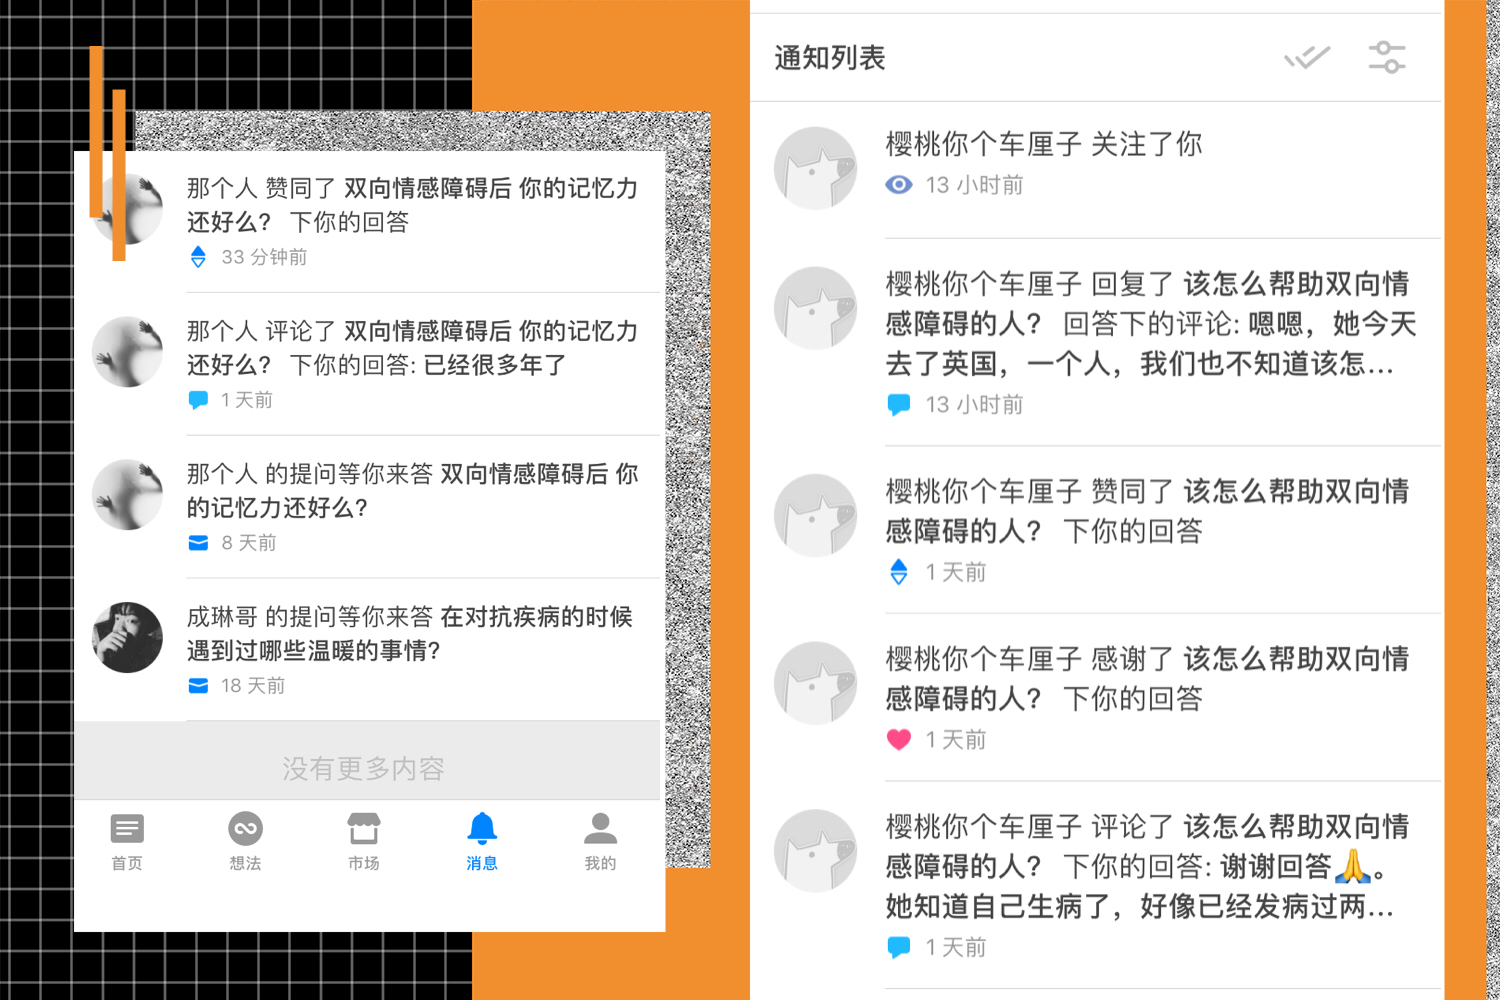 那个人 赞同了 双向情感障碍后 你的记忆力
还好么？ 下你的回答
33 分钟前
那个人 评论了 双向情感障碍后 你的记忆力
还好么？ 下你的回答: 已经很多年了
1 天前
那个人 的提问等你来答 双向情感障碍后 你
的记忆力还好么?
8 天前
成琳哥 的提问等你来答 在对抗疾病的时候
遇到过哪些温暖的事情?
18 天前
没有更多内容
首页
想法
市场
消息
我的
通知列表
樱桃你个车厘子 关注了你
13 小时前
樱桃你个车厘子 回复了 该怎么帮助双向情
感障碍的人？ 回答下的评论: 嗯嗯，她今天
去了英国，一个人，我们也不知道该怎...
13 小时前
樱桃你个车厘子 赞同了 该怎么帮助双向情
感障碍的人？ 下你的回答
1 天前
樱桃你个车厘子 感谢了 该怎么帮助双向情
感障碍的人？ 下你的回答
1 天前
樱桃你个车厘子 评论了 该怎么帮助双向情
感障碍的人？ 下你的回答: 谢谢回答🙏。
她知道自己生病了，好像已经发病过两...
1 天前